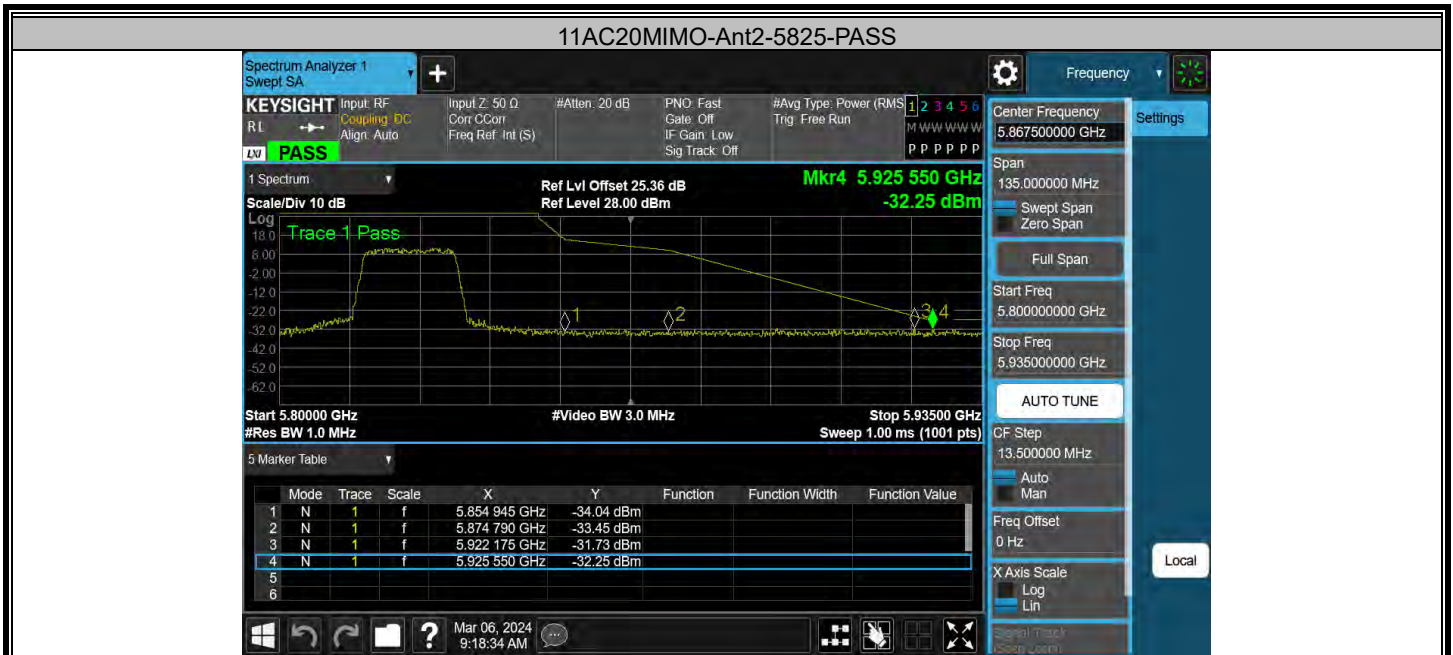 11AC20MIMO-Ant2-5825-PASS
Spectrum Analyzer 1
Swept SA
Frequency
KEYSIGHT
RL
LXI
PASS
Input: RF
Coupling: DC
Align: Auto
Input Z: 50 Ω
Corr CCorr
Freq Ref: Int (S)
#Atten: 20 dB
PNO: Fast
Gate: Off
IF Gain: Low
Sig Track: Off
#Avg Type: Power (RMS
Trig: Free Run
1 2 3 4 5 6
M W W W W W
P P P P P P
1 Spectrum
Scale/Div 10 dB
Ref Lvl Offset 25.36 dB
Ref Level 28.00 dBm
Mkr4 5.925 550 GHz
-32.25 dBm
Log
Trace 1 Pass
18.0
8.00
-2.00
-12.0
-22.0
-32.0
-42.0
-52.0
-62.0
1
2
3
4
Start 5.80000 GHz
#Video BW 3.0 MHz
Stop 5.93500 GHz
#Res BW 1.0 MHz
Sweep 1.00 ms (1001 pts)
5 Marker Table
Mode Trace Scale X Y Function Function Width Function Value
1 N 1 f 5.854 945 GHz -34.04 dBm
2 N 1 f 5.874 790 GHz -33.45 dBm
3 N 1 f 5.922 175 GHz -31.73 dBm
4 N 1 f 5.925 550 GHz -32.25 dBm
5
6
?
Mar 06, 2024
9:18:34 AM
Center Frequency
5.867500000 GHz
Settings
Span
135.000000 MHz
Swept Span
Zero Span
Full Span
Start Freq
5.800000000 GHz
Stop Freq
5.935000000 GHz
AUTO TUNE
CF Step
13.500000 MHz
Auto
Man
Freq Offset
0 Hz
Local
X Axis Scale
Log
Lin
Signal Track
(Span Zoom)